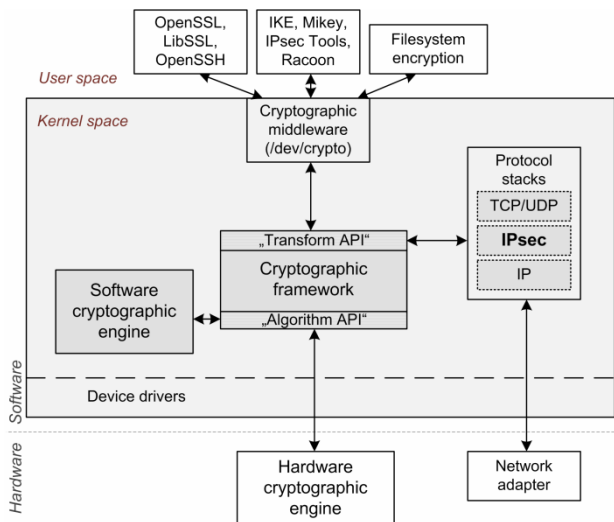 OpenSSL,
LibSSL,
OpenSSH
IKE, Mikey,
IPsec Tools,
Racoon
Filesystem
encryption
User space
Kernel space
Cryptographic
middleware
(/dev/crypto)
Protocol
stacks
TCP/UDP
IPsec
IP
„Transform API“
Cryptographic
framework
„Algorithm API“
Software
cryptographic
engine
Device drivers
Software
Hardware
Hardware
cryptographic
engine
Network
adapter